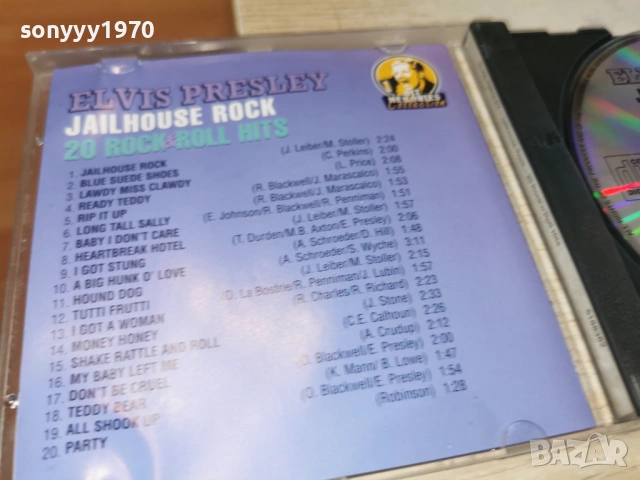 sonyyy1970
ELVIS PRESLEY
JAILHOUSE ROCK
20 ROCK & ROLL HITS
MEMORIES
Collection
1. JAILHOUSE ROCK (J. Leiber/M. Stoller) 2:24
2. BLUE SUEDE SHOES (C. Perkins) 2:00
3. LAWDY MISS CLAWDY (L. Price) 2:08
4. READY TEDDY (R. Blackwell/J. Marascalco) 1:55
5. RIP IT UP (R. Blackwell/J. Marascalco) 1:53
6. LONG TALL SALLY (E. Johnson/R. Blackwell/R. Penniman) 1:51
7. BABY I DON'T CARE (J. Leiber/M. Stoller) 1:57
8. HEARTBREAK HOTEL (T. Durden/M.B. Axton/E. Presley) 2:06
9. I GOT STUNG (A. Schroeder/D. Hill) 1:48
10. A BIG HUNK O' LOVE (A. Schroeder/S. Wyche) 3:11
11. HOUND DOG (J. Leiber/M. Stoller) 2:15
12. TUTTI FRUTTI (D. La Bostrie/R. Penniman/J. Lubin) 1:57
13. I GOT A WOMAN (R. Charles/R. Richard) 2:23
14. MONEY HONEY (J. Stone) 2:33
15. SHAKE RATTLE AND ROLL (C.E. Calhoun) 2:26
16. MY BABY LEFT ME (A. Crudup) 2:12
17. DON'T BE CRUEL (O. Blackwell/E. Presley) 2:00
18. TEDDY BEAR (K. Mann/B. Lowe) 1:47
19. ALL SHOOK UP (O. Blackwell/E. Presley) 1:54
20. PARTY (Robinson) 1:28
ELV
BAZAR